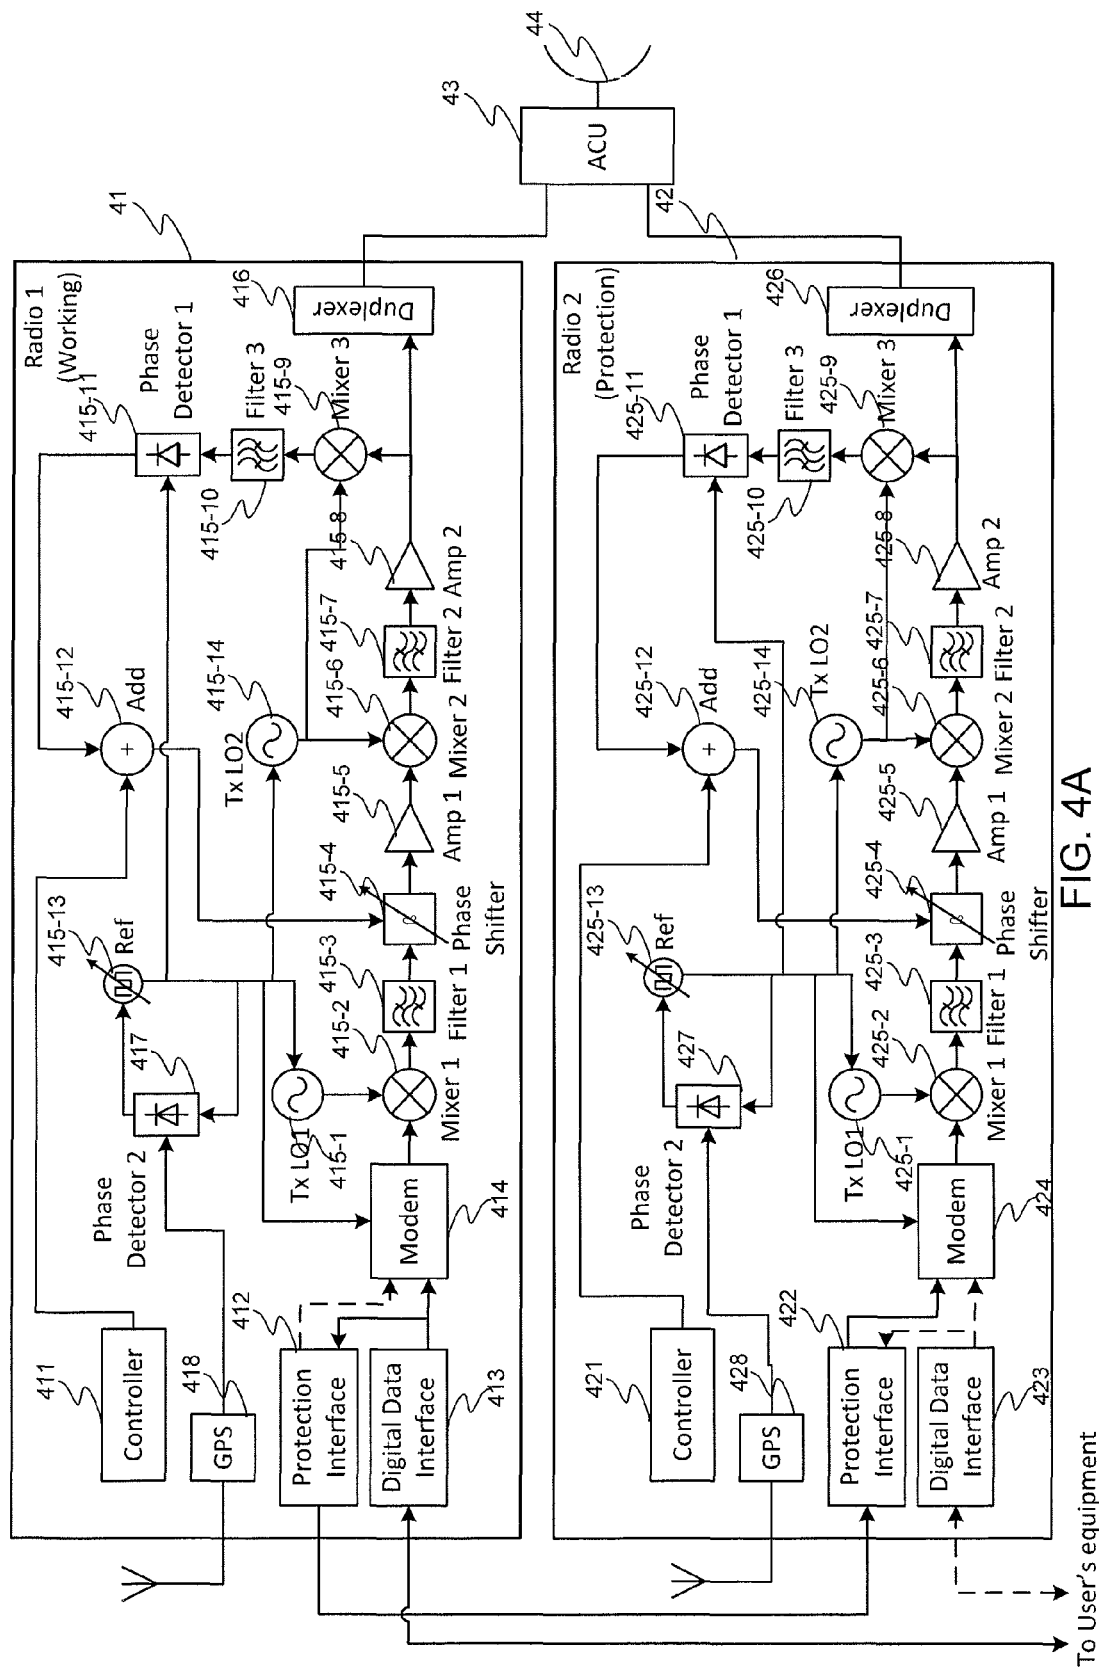 Radio 1
(Working)
41
411
Controller
418
GPS
412
Protection
Interface
Digital Data
Interface
413
Phase
Detector 2
417
415-13
Ref
Tx LO1
415-1
Modem
414
Mixer 1
415-2
415-3
Filter 1
415-4
Phase
Shifter
415-5
Amp 1
415-12
+
Add
415-14
Tx LO2
415-6
Mixer 2
415-7
Filter 2
415-8
Amp 2
Phase
Detector 1
415-11
Filter 3
415-10
415-9
Mixer 3
416
Duplexer
43
ACU
44
42
Radio 2
(Protection)
421
Controller
428
GPS
422
Protection
Interface
Digital Data
Interface
423
Phase
Detector 2
427
425-13
Ref
Tx LO1
425-1
Modem
424
Mixer 1
425-2
425-3
Filter 1
425-4
Phase
Shifter
425-5
Amp 1
425-12
+
Add
425-14
Tx LO2
425-6
Mixer 2
425-7
Filter 2
425-8
Amp 2
Phase
Detector 1
425-11
Filter 3
425-10
425-9
Mixer 3
426
Duplexer
To User's equipment
FIG. 4A